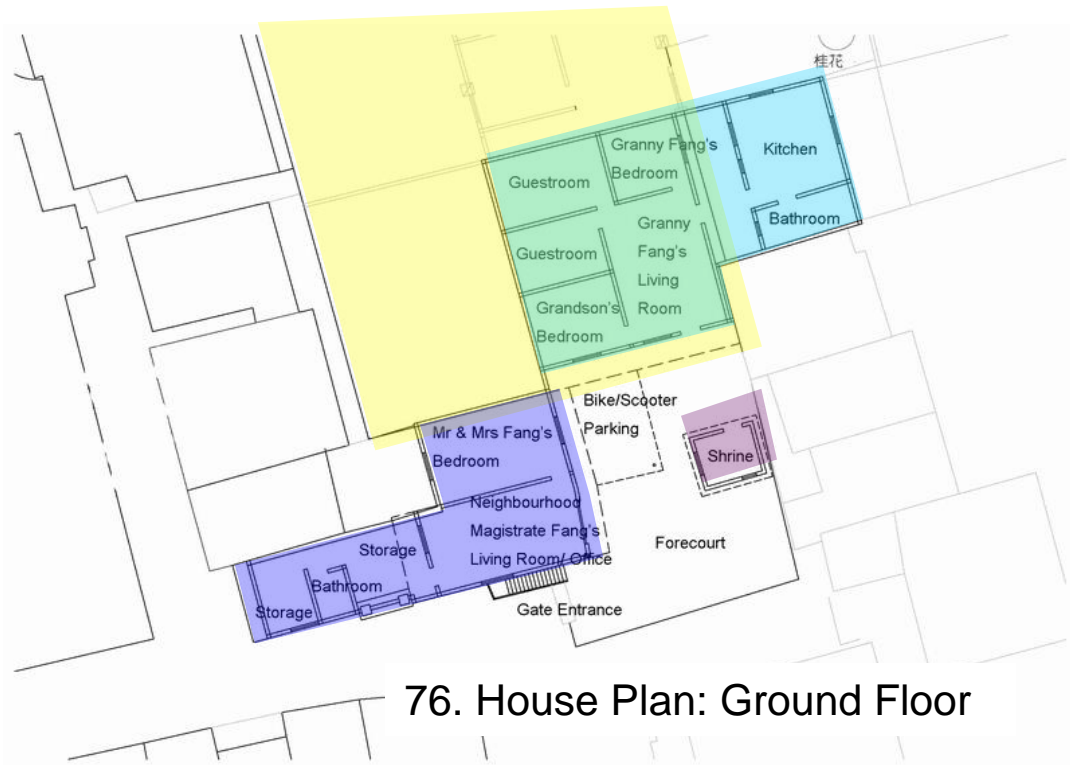 桂花
Granny Fang's
Bedroom
Kitchen
Guestroom
Bathroom
Granny
Fang's
Living
Room
Guestroom
Grandson's
Bedroom
Bike/Scooter
Parking
Mr & Mrs Fang's
Bedroom
Shrine
Neighbourhood
Magistrate Fang's
Living Room/ Office
Forecourt
Storage
Bathroom
Storage
Gate Entrance
76. House Plan: Ground Floor